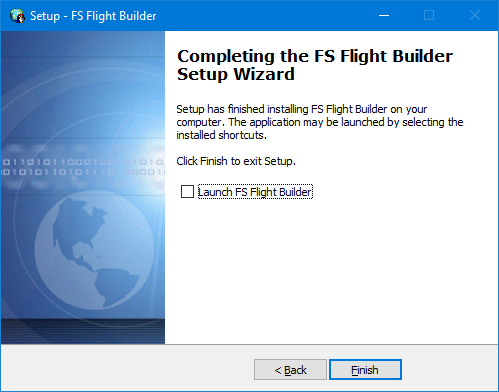 Setup - FS Flight Builder
Completing the FS Flight Builder
Setup Wizard
Setup has finished installing FS Flight Builder on your
computer. The application may be launched by selecting the
installed shortcuts.
Click Finish to exit Setup.
Launch FS Flight Builder
< Back
Finish